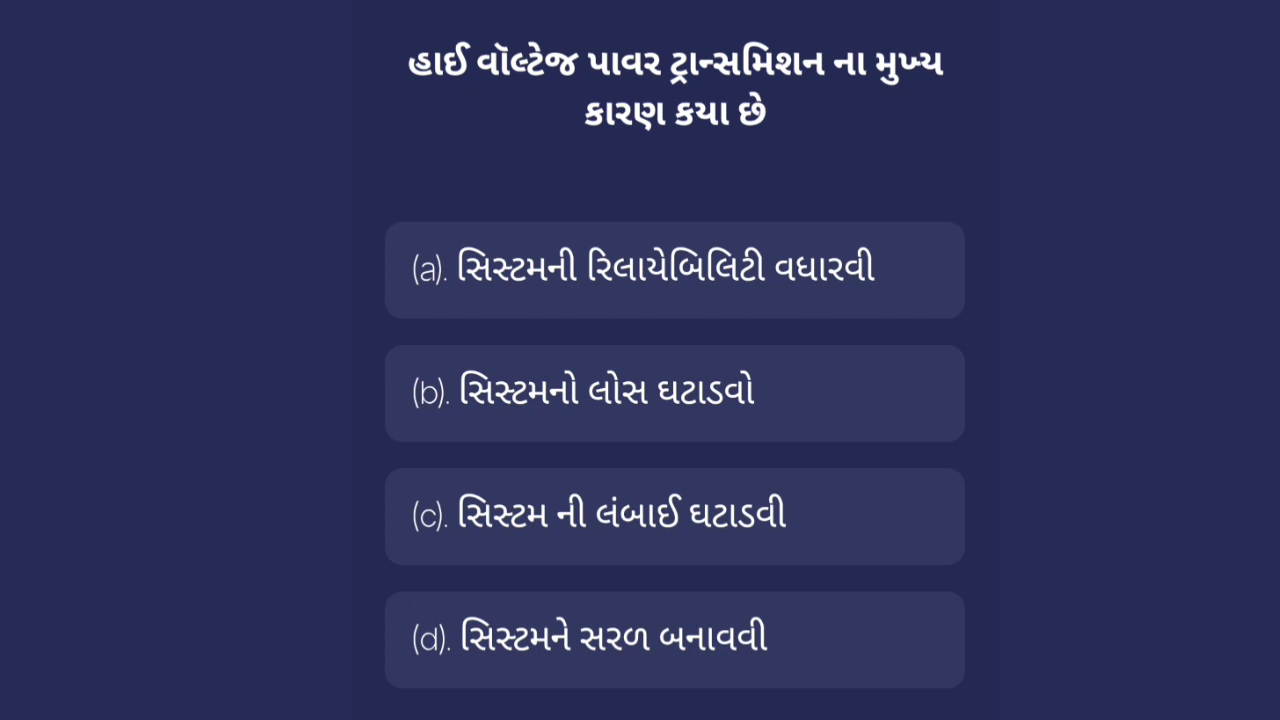 હાઈ વૉલ્ટેજ પાવર ટ્રાન્સમિશન ના મુખ્ય
કારણ કયા છે
(a). સિસ્ટમની રિલાયેબિલિટી વધારવી
(b). સિસ્ટમનો લોસ ઘટાડવો
(c). સિસ્ટમ ની લંબાઈ ઘટાડવી
(d). સિસ્ટમને સરળ બનાવવી